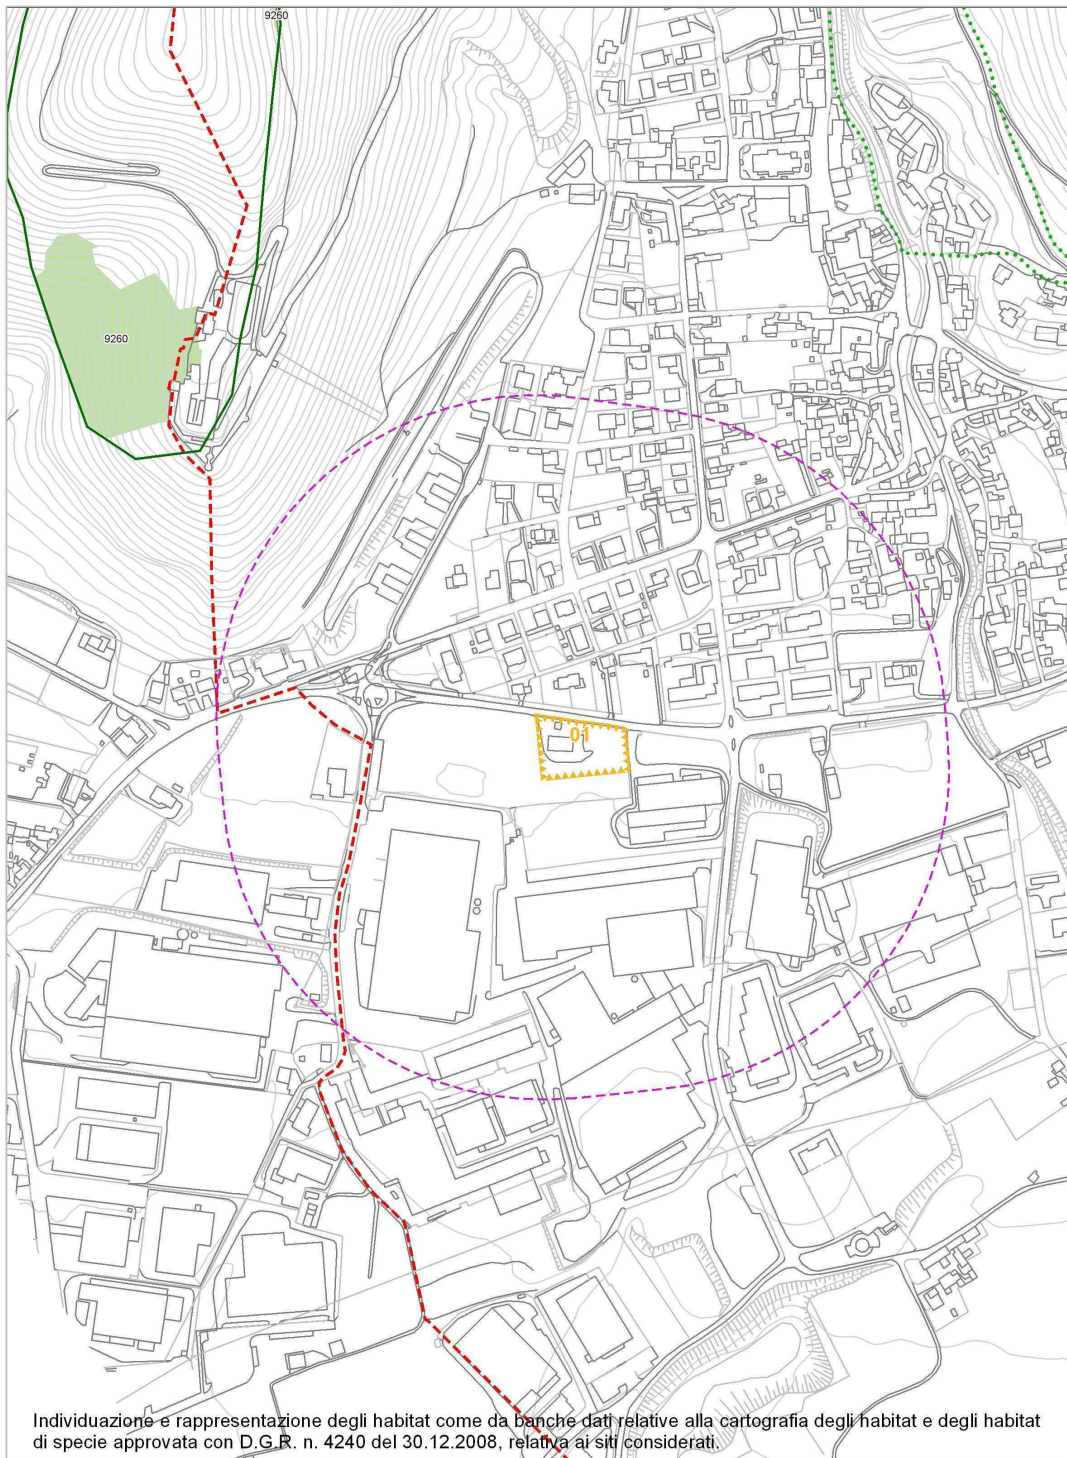 9260
9260
01
Individuazione e rappresentazione degli habitat come da banche dati relative alla cartografia degli habitat e degli habitat
di specie approvata con D.G.R. n. 4240 del 30.12.2008, relativa ai siti considerati.